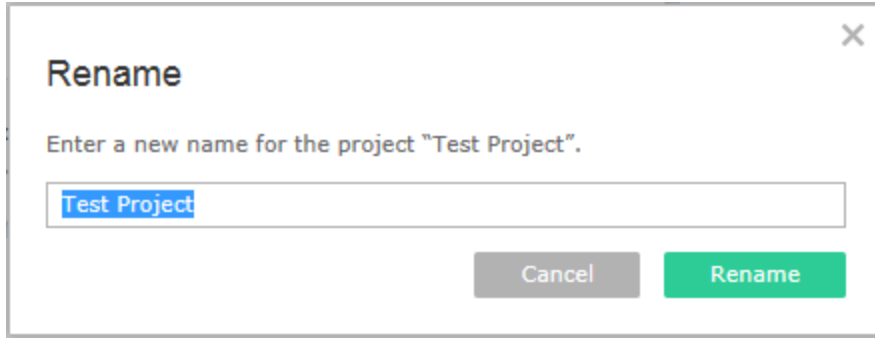 Rename
Enter a new name for the project “Test Project”.
Test Project
Cancel
Rename